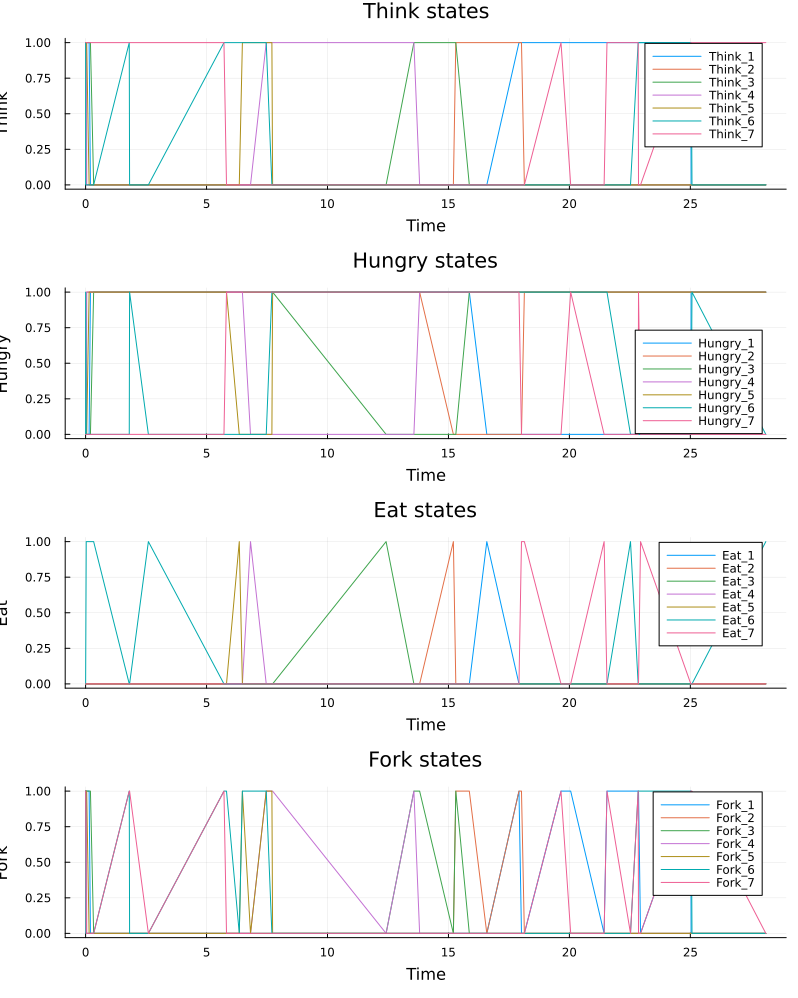 Think states
1.00
0.75
0.50
0.25
0.00
Think_1
Think_2
Think_3
Think_4
Think_5
Think_6
Think_7
0 5 10 15 20 25
Time
Hungry states
Hungry
1.00
0.75
0.50
0.25
0.00
Hungry_1
Hungry_2
Hungry_3
Hungry_4
Hungry_5
Hungry_6
Hungry_7
0 5 10 15 20 25
Time
Eat states
Eat
1.00
0.75
0.50
0.25
0.00
Eat_1
Eat_2
Eat_3
Eat_4
Eat_5
Eat_6
Eat_7
0 5 10 15 20 25
Time
Fork states
Fork
1.00
0.75
0.50
0.25
0.00
Fork_1
Fork_2
Fork_3
Fork_4
Fork_5
Fork_6
Fork_7
0 5 10 15 20 25
Time